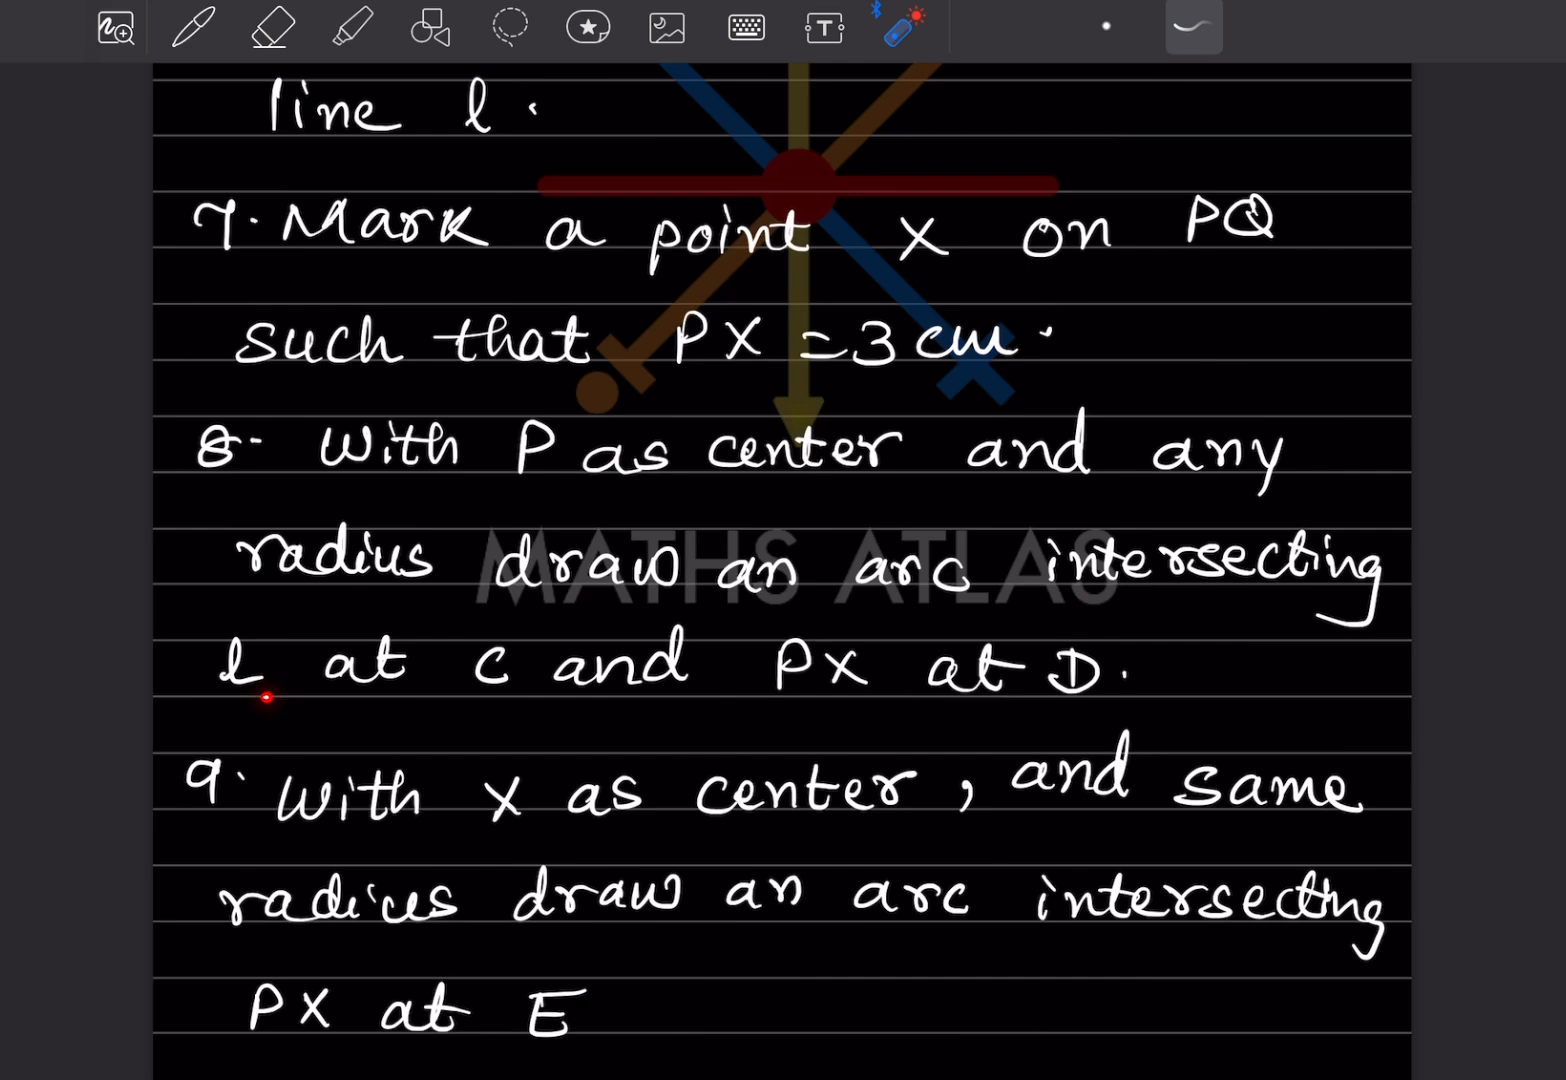 line l.
7. Mark a point X on PQ
such that PX = 3 cm.
8- With P as center and any
radius draw an arc intersecting
MATHS ATLAS
l at C and PX at D.
9. With X as center, and same
radius draw an arc intersecting
PX at E